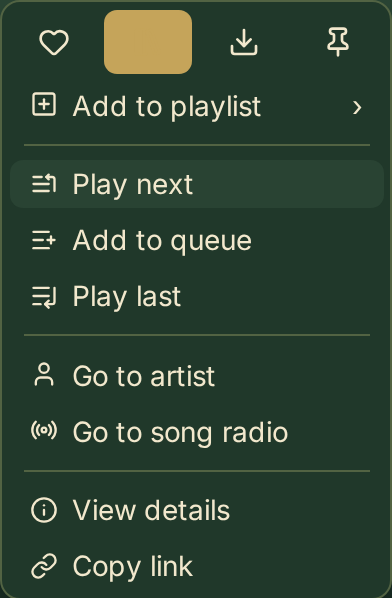 Add to playlist
Play next
Add to queue
Play last
Go to artist
Go to song radio
View details
Copy link